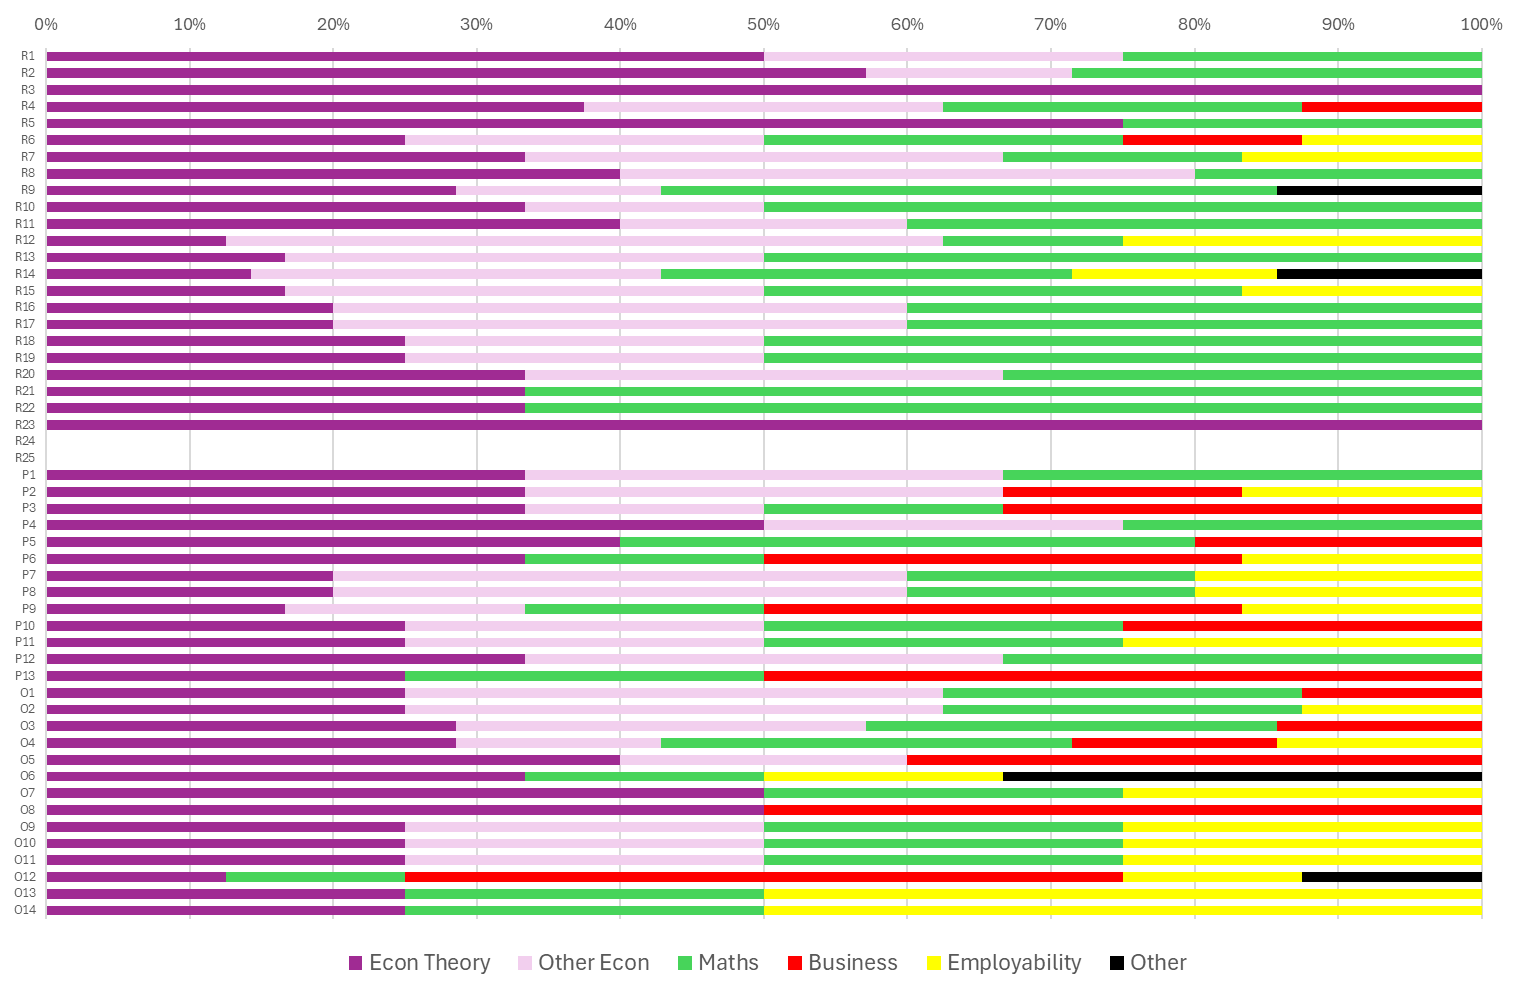 0% 10% 20% 30% 40% 50% 60% 70% 80% 90% 100%
R1
R2
R3
R4
R5
R6
R7
R8
R9
R10
R11
R12
R13
R14
R15
R16
R17
R18
R19
R20
R21
R22
R23
R24
R25
P1
P2
P3
P4
P5
P6
P7
P8
P9
P10
P11
P12
P13
O1
O2
O3
O4
O5
O6
O7
O8
O9
O10
O11
O12
O13
O14
Econ Theory Other Econ Maths Business Employability Other